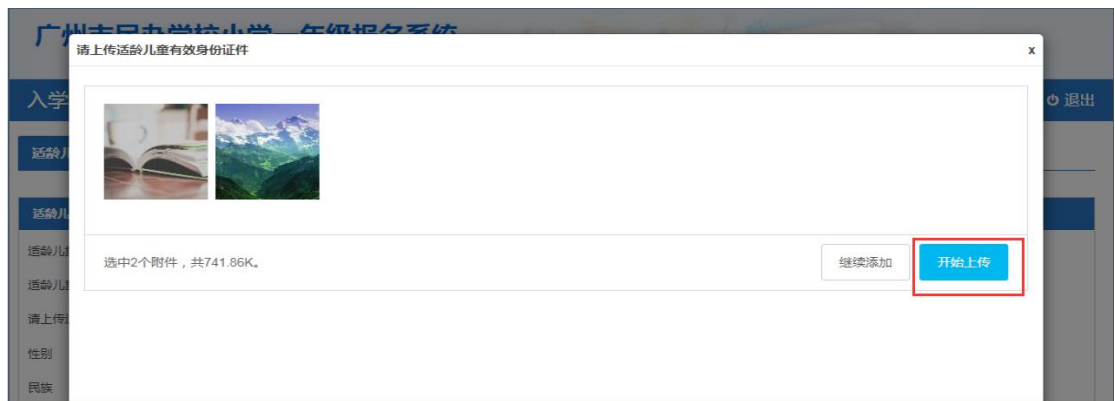 广州市民办学校小学一年级报名系统
请上传适龄儿童有效身份证件
x
入学
退出
适龄儿
适龄儿
适龄儿
选中2个附件，共741.86K。
继续添加
开始上传
适龄儿
请上传
性别
民族